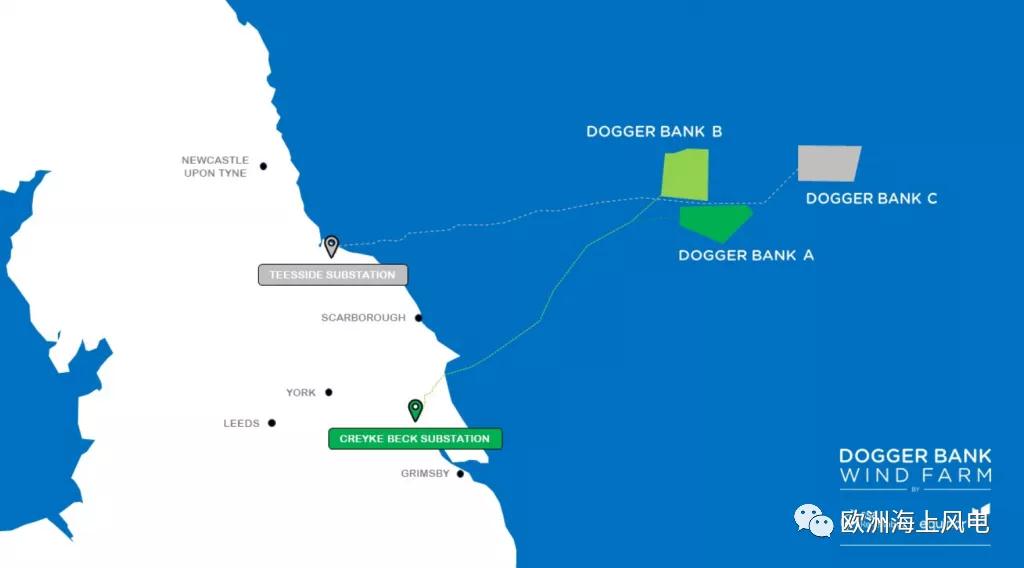 DOGGER BANK B
NEWCASTLE
UPON TYNE
DOGGER BANK C
DOGGER BANK A
TEESSIDE SUBSTATION
SCARBOROUGH
YORK
LEEDS
CREYKE BECK SUBSTATION
GRIMSBY
DOGGER BANK
WIND FARM
BY
欧洲海上风电